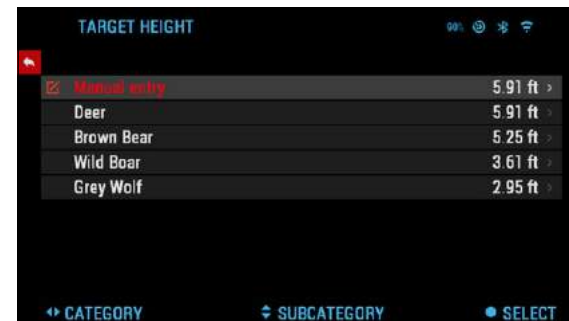 TARGET HEIGHT 90%
Manual entry 5.91 ft
Deer 5.91 ft
Brown Bear 5.25 ft
Wild Boar 3.61 ft
Grey Wolf 2.95 ft
CATEGORY SUBCATEGORY SELECT